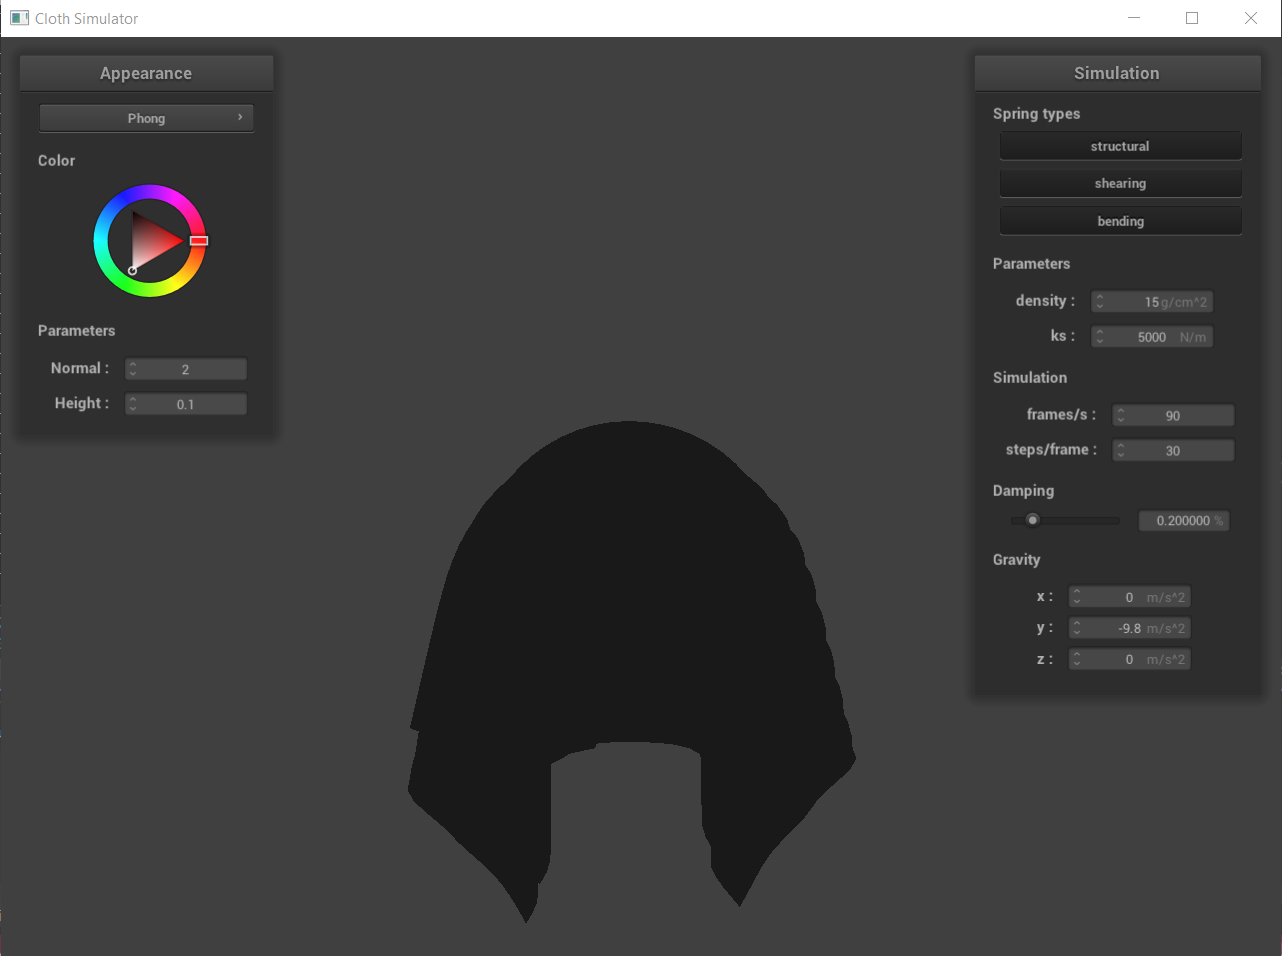 Cloth Simulator
Appearance
Phong
Color
Parameters
Normal : 2
Height : 0.1
Simulation
Spring types
structural
shearing
bending
Parameters
density : 15 g/cm^2
ks : 5000 N/m
Simulation
frames/s : 90
steps/frame : 30
Damping
0.200000 %
Gravity
x : 0 m/s^2
y : -9.8 m/s^2
z : 0 m/s^2